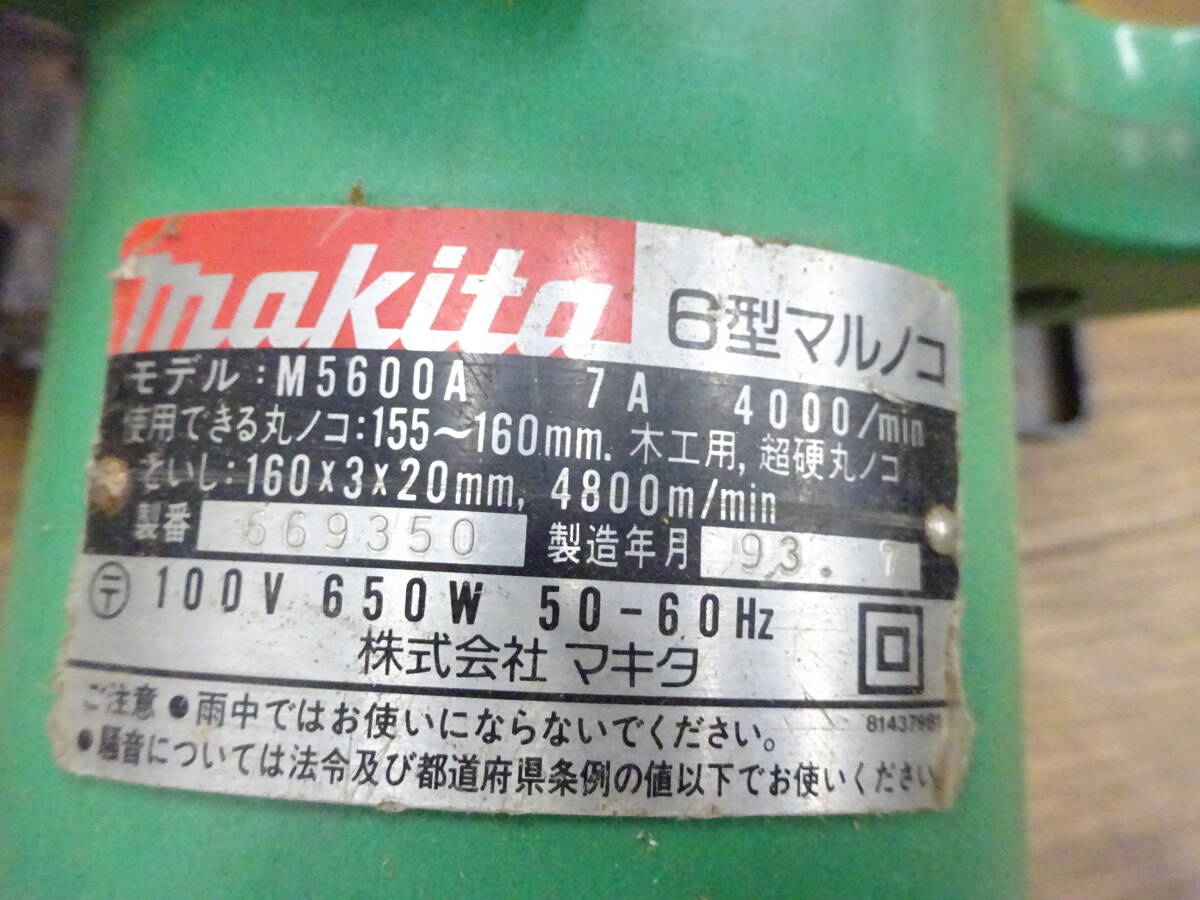 makita 6型マルノコ
モデル:M5600A 7A 4000/min
使用できる丸ノコ:155~160mm. 木工用, 超硬丸ノコ
といし:160×3×20mm, 4800m/min
製番 669350 製造年月 93. 7
〒 100V 650W 50-60Hz
株式会社 マキタ
ご注意 ●雨中ではお使いにならないでください。
●騒音については法令及び都道府県条例の値以下でお使いください